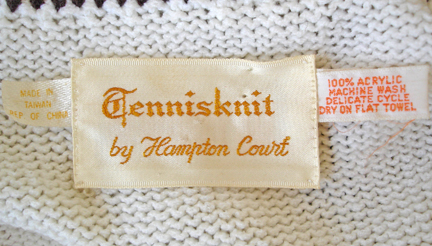 MADE IN
TAIWAN
REP. OF CHINA
Tennisknit
by Hampton Court
100% ACRYLIC
MACHINE WASH
DELICATE CYCLE
DRY ON FLAT TOWEL